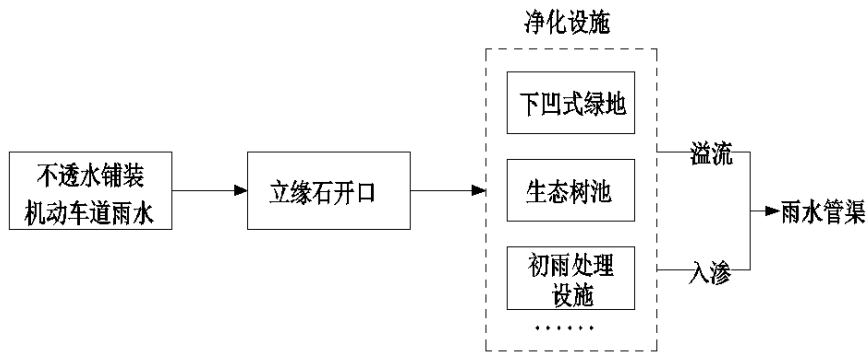 净化设施
下凹式绿地
不透水铺装
机动车道雨水
立缘石开口
生态树池
初雨处理
设施
······
溢流
入渗
雨水管渠